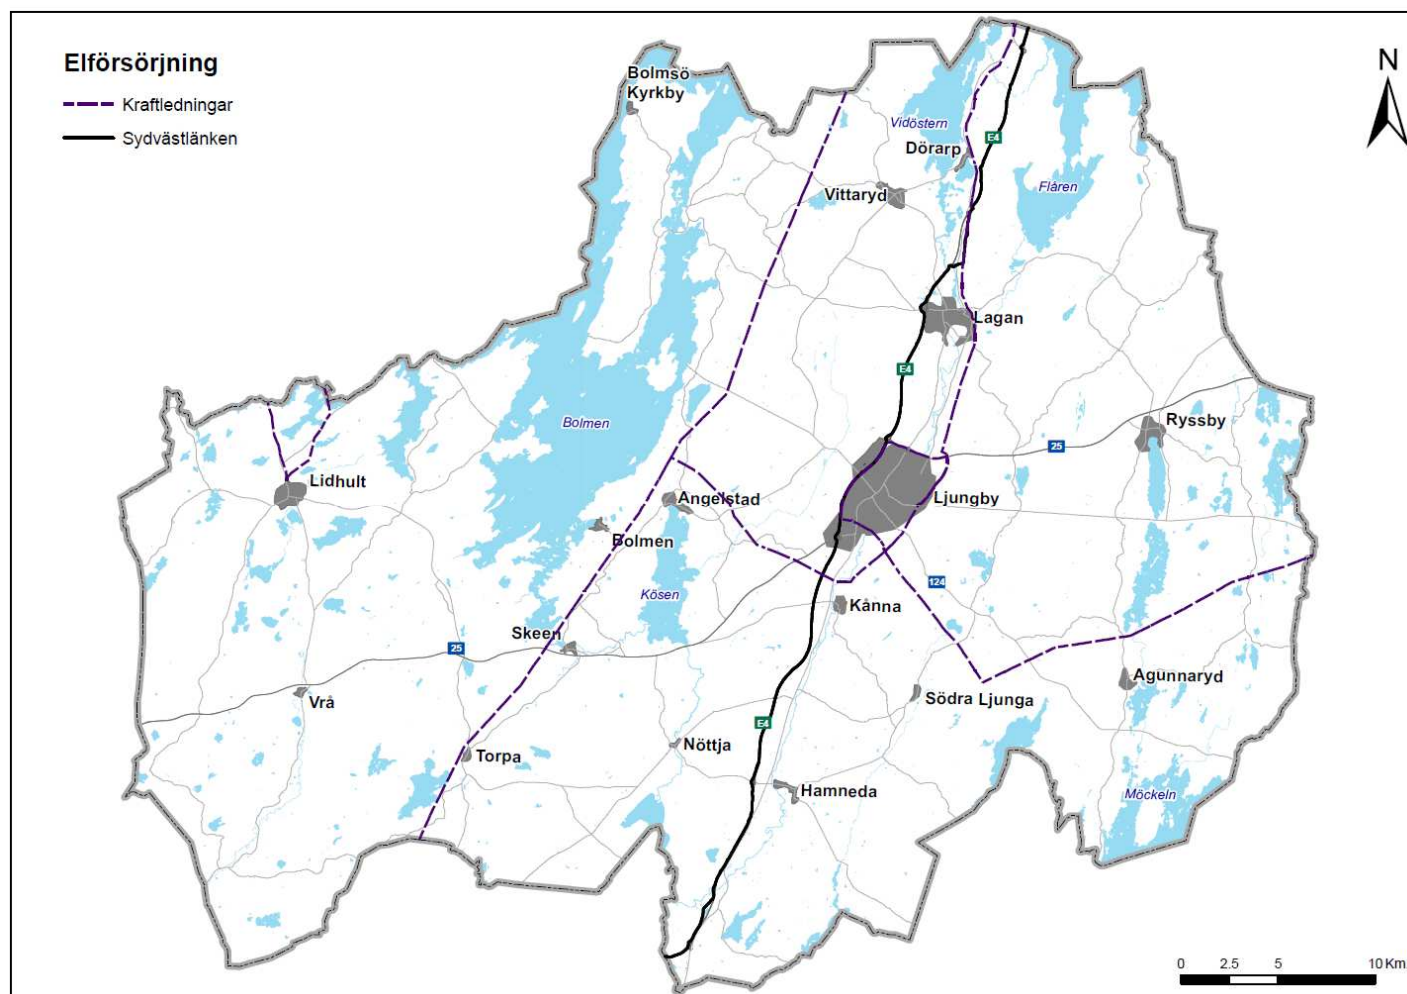 Elförsörjning
Kraftledningar
Sydvästlänken
N
Bolmsö
Kyrkby
Vidöstern
E4
Dörarp
Flåren
Vittaryd
Lagan
E4
Bolmen
Ryssby
25
Lidhult
Angelstad
Ljungby
Bolmen
124
Kösen
Kånna
Skeen
25
Agunnaryd
Vrå
Södra Ljunga
E4
Nöttja
Torpa
Hamneda
Möckeln
0 2.5 5 10 Km